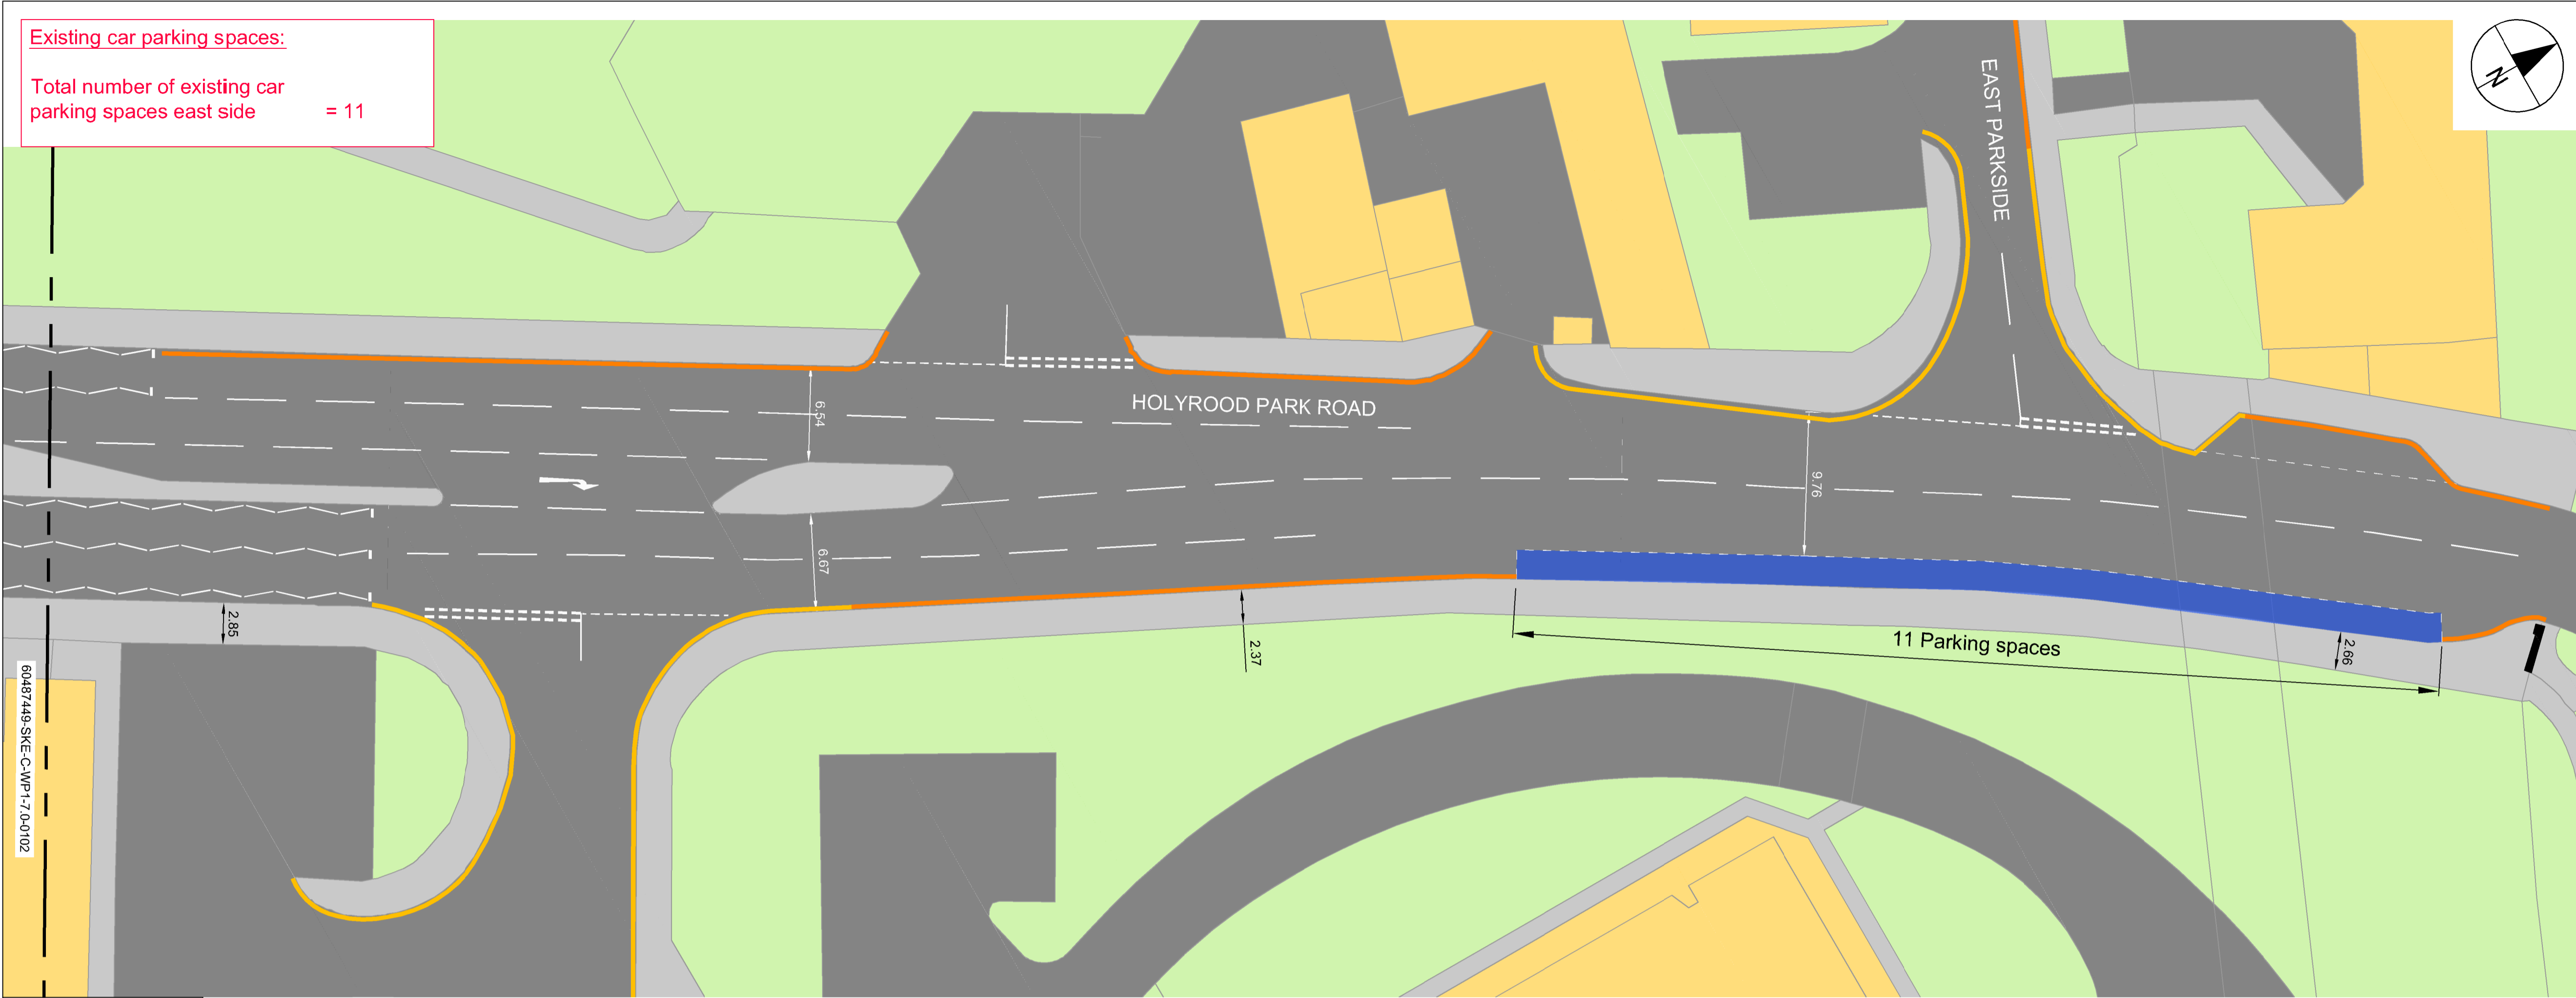 Existing car parking spaces:
Total number of existing car
parking spaces east side = 11
N
EAST PARKSIDE
HOLYROOD PARK ROAD
6.54
9.76
6.67
2.85
2.37
11 Parking spaces
2.66
60487449-SKE-C-WP1-7.0-0102